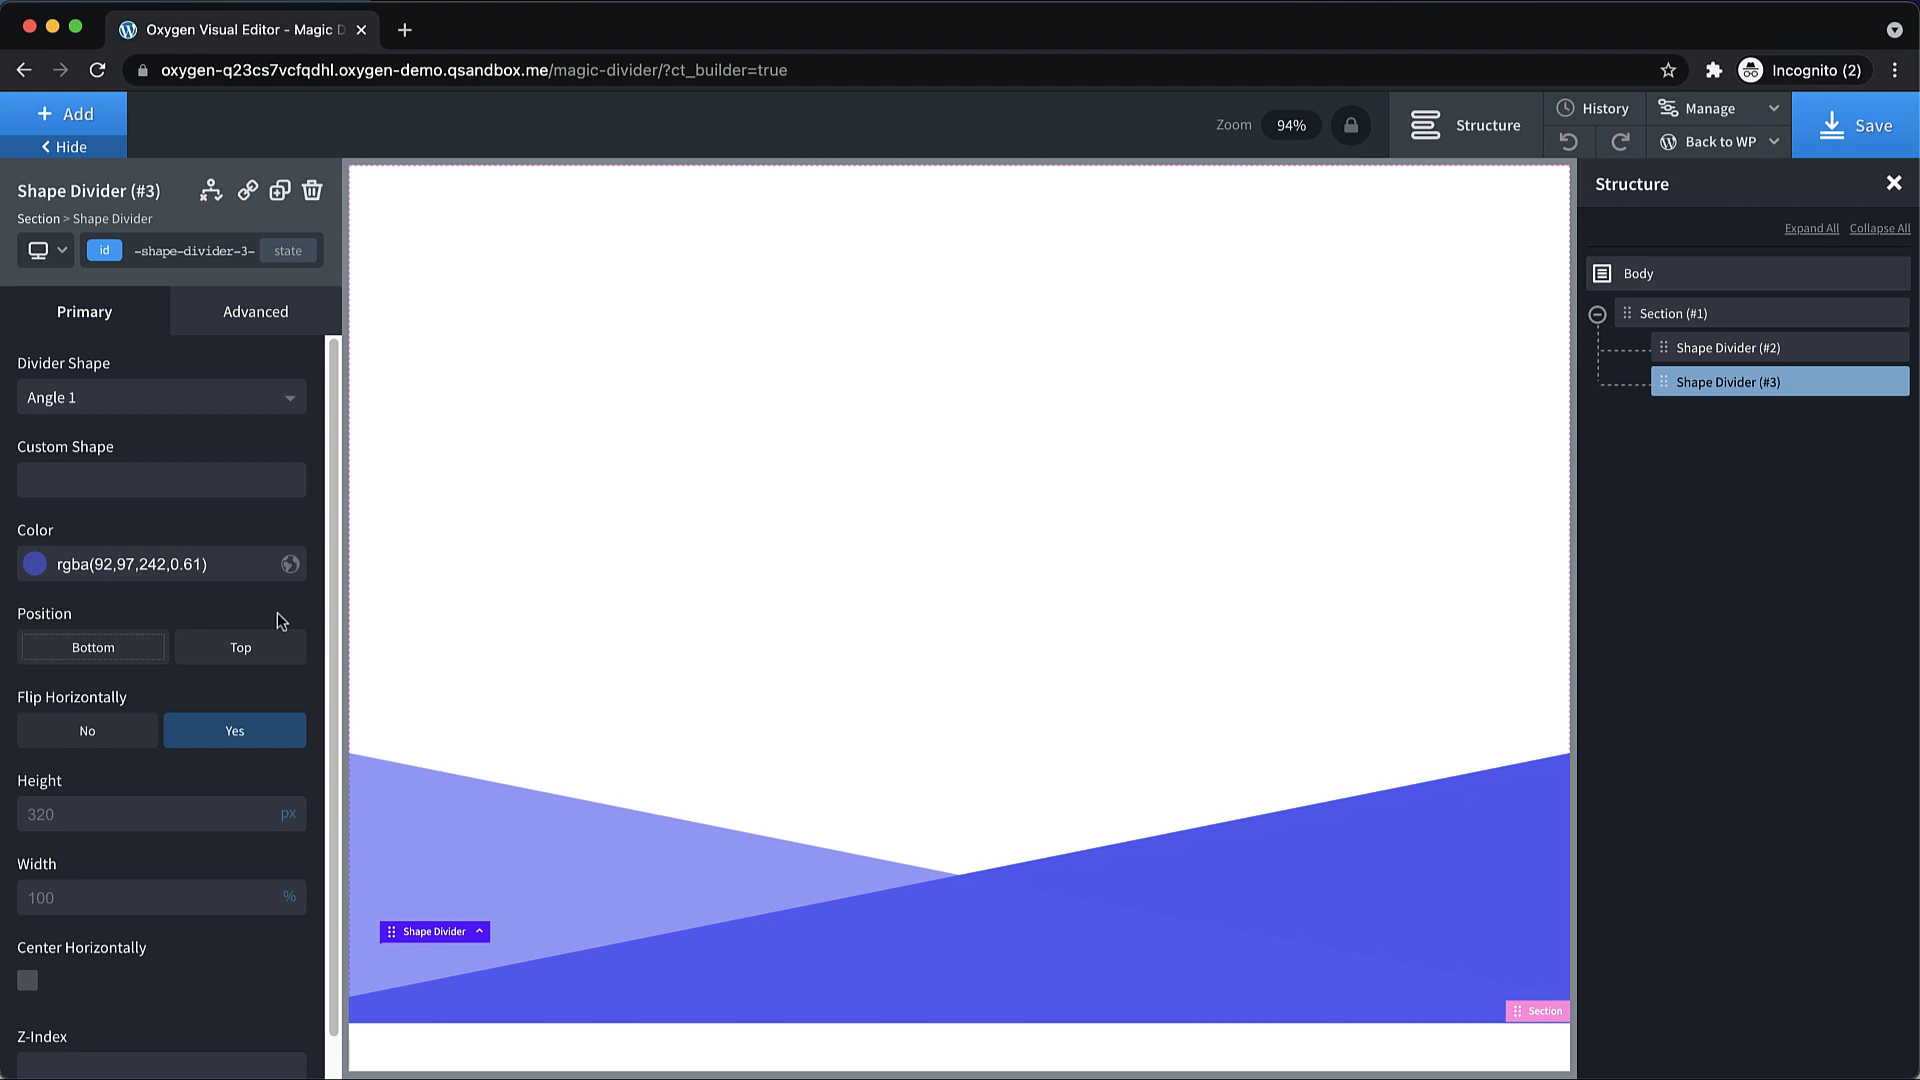 Oxygen Visual Editor - Magic D
oxygen-q23cs7vcfqdhl.oxygen-demo.qsandbox.me/magic-divider/?ct_builder=true
Incognito (2)
+ Add
Hide
Zoom
94%
Structure
History
Manage
Back to WP
Save
Shape Divider (#3)
Section > Shape Divider
id
-shape-divider-3-
state
Primary
Advanced
Divider Shape
Angle 1
Custom Shape
Color
rgba(92,97,242,0.61)
Position
Bottom
Top
Flip Horizontally
No
Yes
Height
320
px
Width
100
%
Center Horizontally
Z-Index
Shape Divider
Section
Structure
Expand All
Collapse All
Body
Section (#1)
Shape Divider (#2)
Shape Divider (#3)